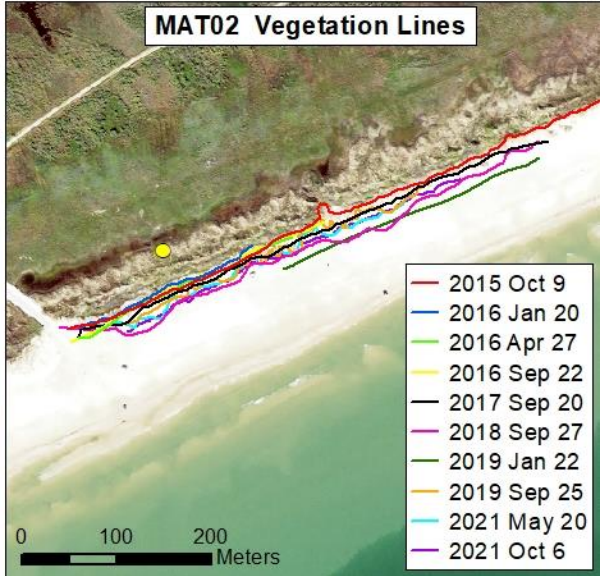 MAT02 Vegetation Lines
2015 Oct 9
2016 Jan 20
2016 Apr 27
2016 Sep 22
2017 Sep 20
2018 Sep 27
2019 Jan 22
2019 Sep 25
2021 May 20
2021 Oct 6
0 100 200
Meters